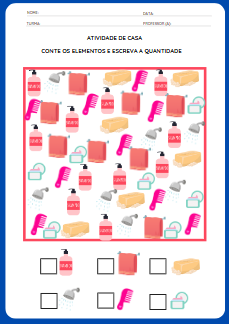 NOME:
DATA:
TURMA:
PROFESSOR(A):
ATIVIDADE DE CASA
CONTE OS ELEMENTOS E ESCREVA A QUANTIDADE